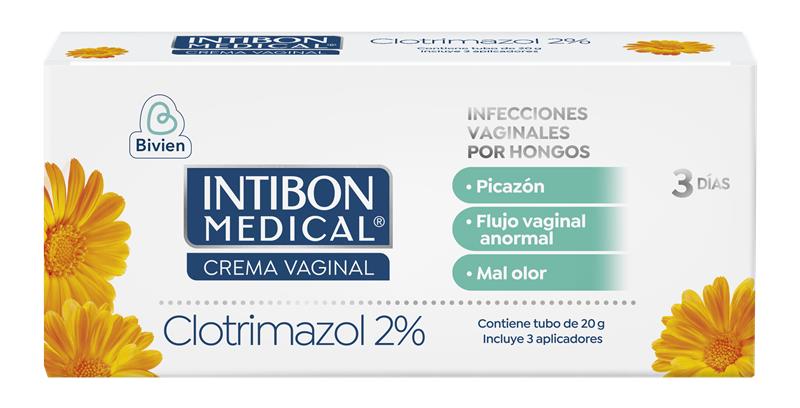 INTIBON
MEDICAL®
CREMA VAGINAL
Clotrimazol 2%
Contiene tubo de 20 g
Incluye 3 aplicadores
Bivien
INFECCIONES
VAGINALES
POR HONGOS
• Picazón
• Flujo vaginal
anormal
• Mal olor
3 DÍAS
INTIBON
MEDICAL®
CREMA VAGINAL
Clotrimazol 2%
Contiene tubo de 20 g
Incluye 3 aplicadores